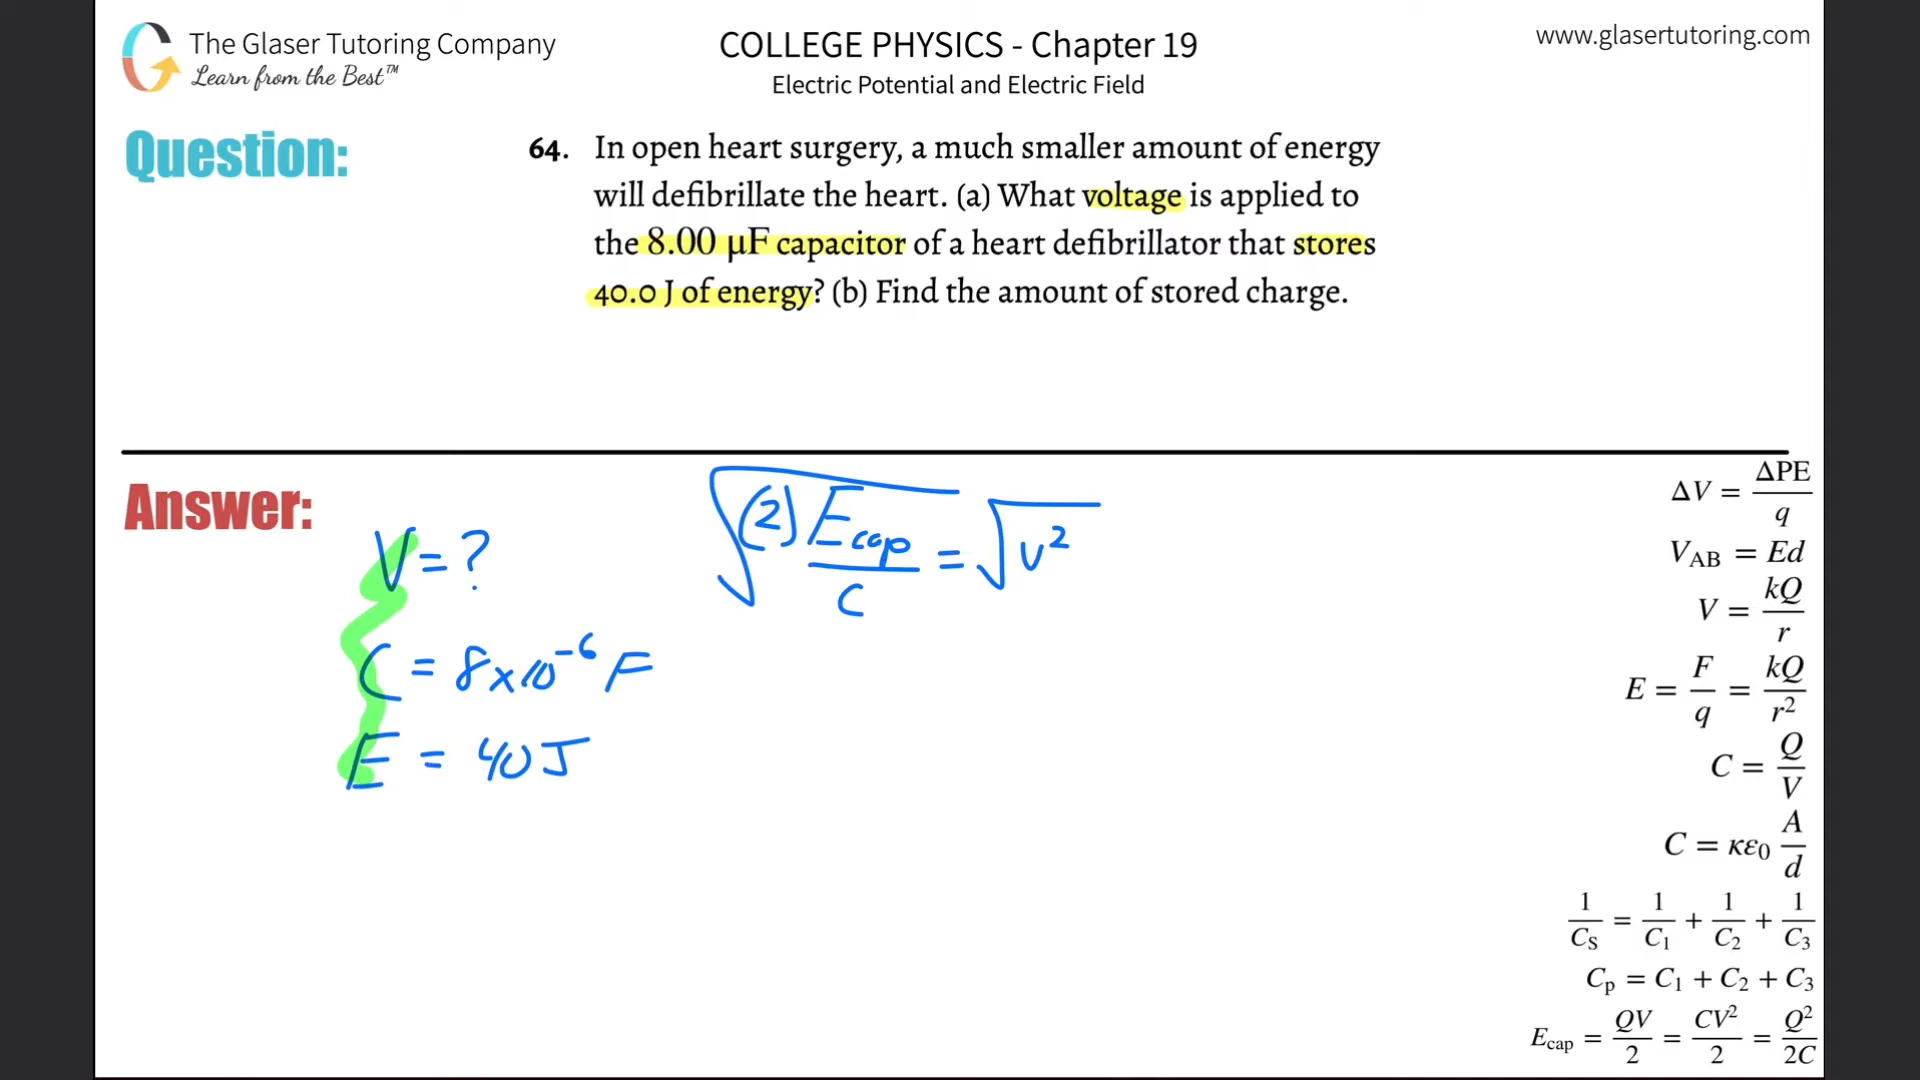 The Glaser Tutoring Company
Learn from the Best™
COLLEGE PHYSICS - Chapter 19
Electric Potential and Electric Field
www.glasertutoring.com
Question:
64. In open heart surgery, a much smaller amount of energy
will defibrillate the heart. (a) What voltage is applied to
the 8.00 µF capacitor of a heart defibrillator that stores
40.0 J of energy? (b) Find the amount of stored charge.
Answer:
V = ?
C = 8 x 10⁻⁶ F
E = 40 J
√((2) E_cap / C) = √(V²)
ΔV = ΔPE / q
V_AB = Ed
V = kQ / r
E = F / q = kQ / r²
C = Q / V
C = κε₀ A / d
1 / C_S = 1 / C₁ + 1 / C₂ + 1 / C₃
C_p = C₁ + C₂ + C₃
E_cap = QV / 2 = CV² / 2 = Q² / 2C